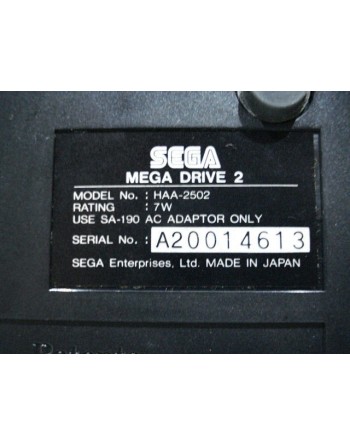 SEGA
MEGA DRIVE 2
MODEL No. : HAA-2502
RATING : 7W
USE SA-190 AC ADAPTOR ONLY
SERIAL No. : A20014613
SEGA Enterprises, Ltd. MADE IN JAPAN